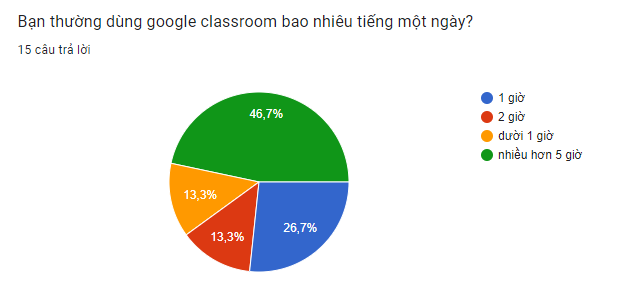 Bạn thường dùng google classroom bao nhiêu tiếng một ngày?
15 câu trả lời
46,7%
13,3%
13,3%
26,7%
1 giờ
2 giờ
dưới 1 giờ
nhiều hơn 5 giờ